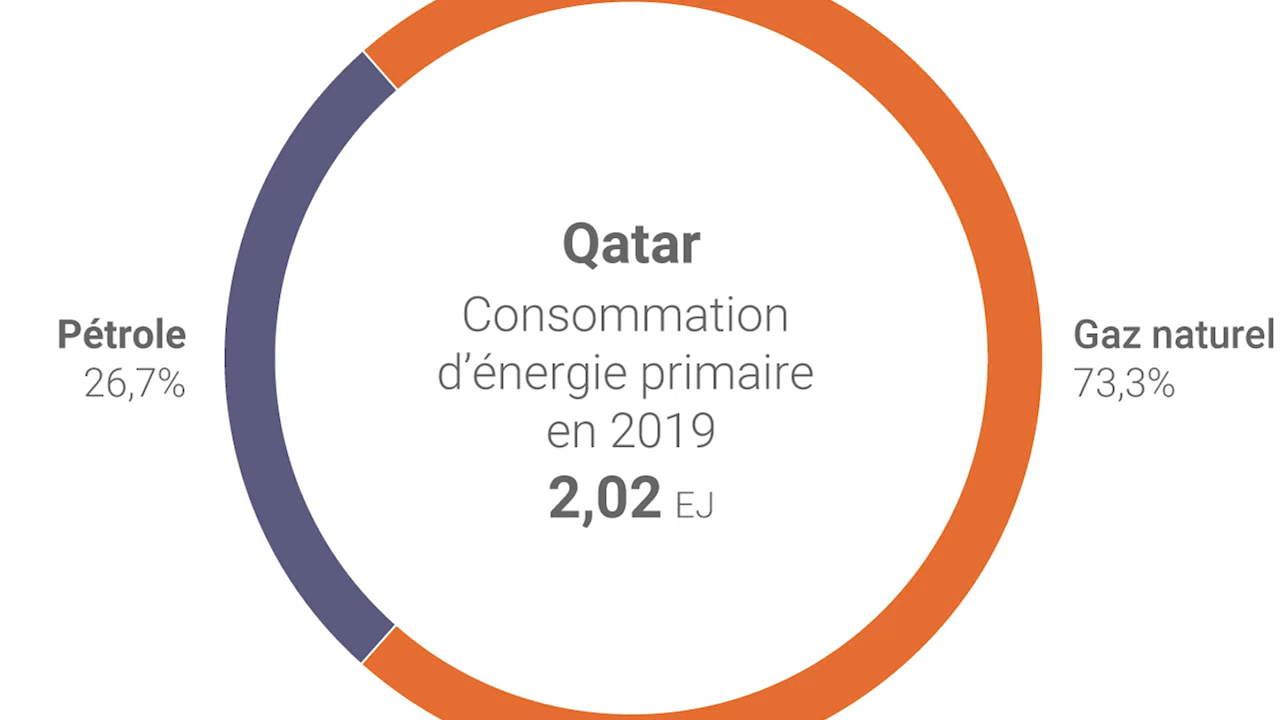 Qatar
Consommation
d’énergie primaire
en 2019
2,02 EJ
Pétrole
26,7%
Gaz naturel
73,3%